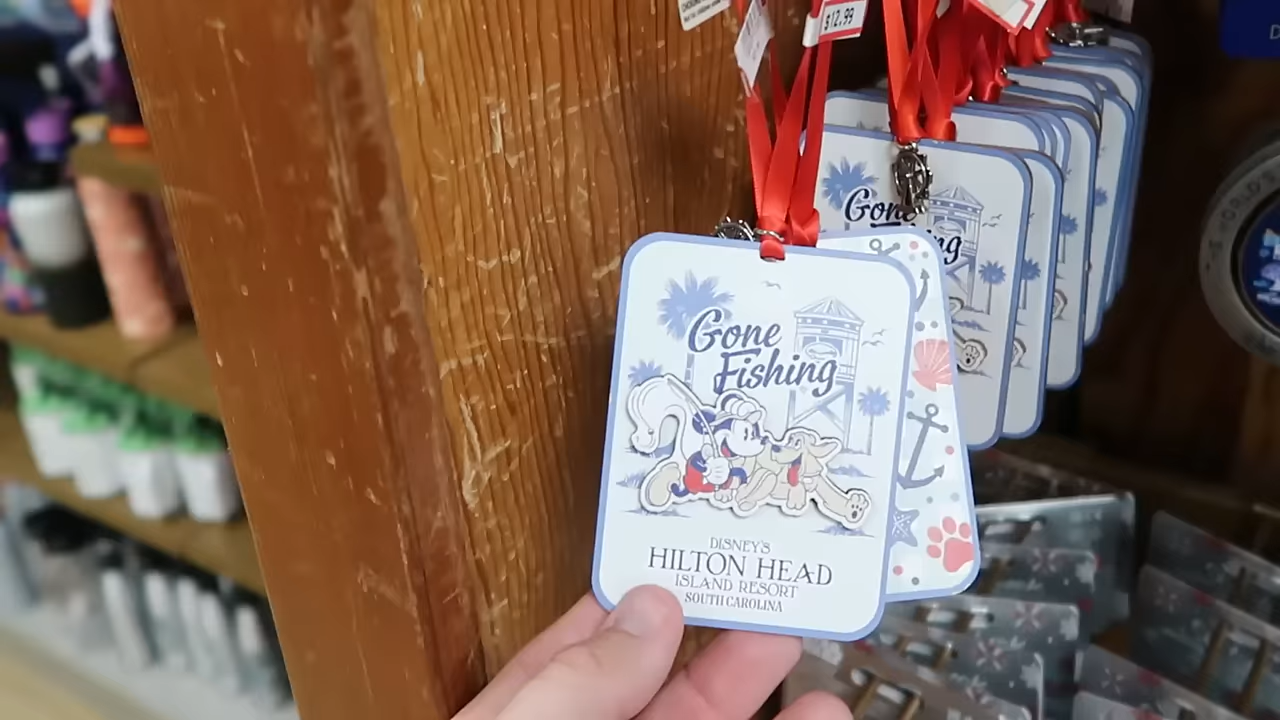 $12.99
Gone
Fishing
DISNEY'S
HILTON HEAD
ISLAND RESORT
SOUTH CAROLINA
Gone